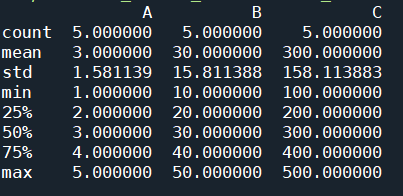 A B C
count 5.000000 5.000000 5.000000
mean 3.000000 30.000000 300.000000
std 1.581139 15.811388 158.113883
min 1.000000 10.000000 100.000000
25% 2.000000 20.000000 200.000000
50% 3.000000 30.000000 300.000000
75% 4.000000 40.000000 400.000000
max 5.000000 50.000000 500.000000